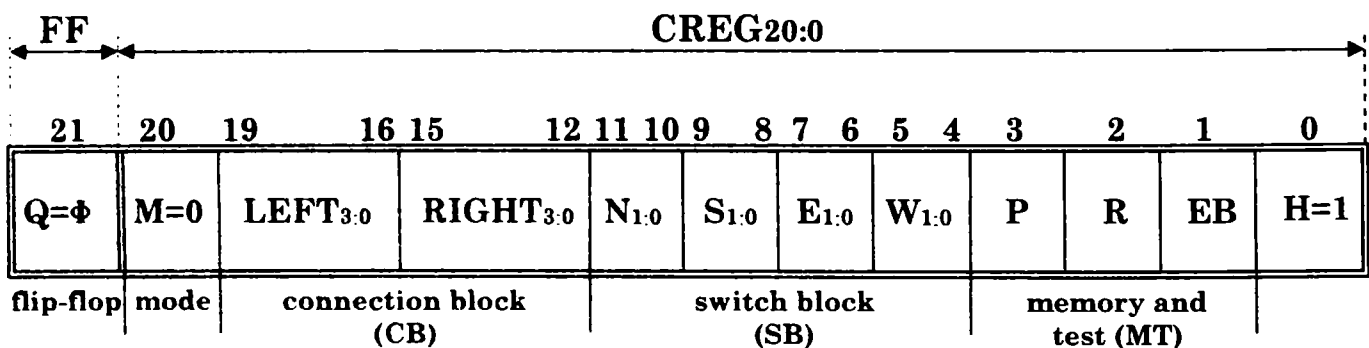 FF CREG20:0
21 20 19 16 15 12 11 10 9 8 7 6 5 4 3 2 1 0
Q=Φ M=0 LEFT3:0 RIGHT3:0 N1:0 S1:0 E1:0 W1:0 P R EB H=1
flip-flop mode connection block switch block memory and
(CB) (SB) test (MT)